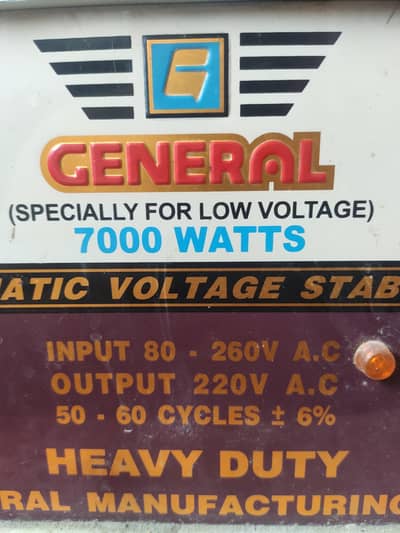 G
GENERAL
(SPECIALLY FOR LOW VOLTAGE)
7000 WATTS
MATIC VOLTAGE STAB
INPUT 80 - 260V A.C
OUTPUT 220V A.C
50 - 60 CYCLES ± 6%
HEAVY DUTY
RAL MANUFACTURING